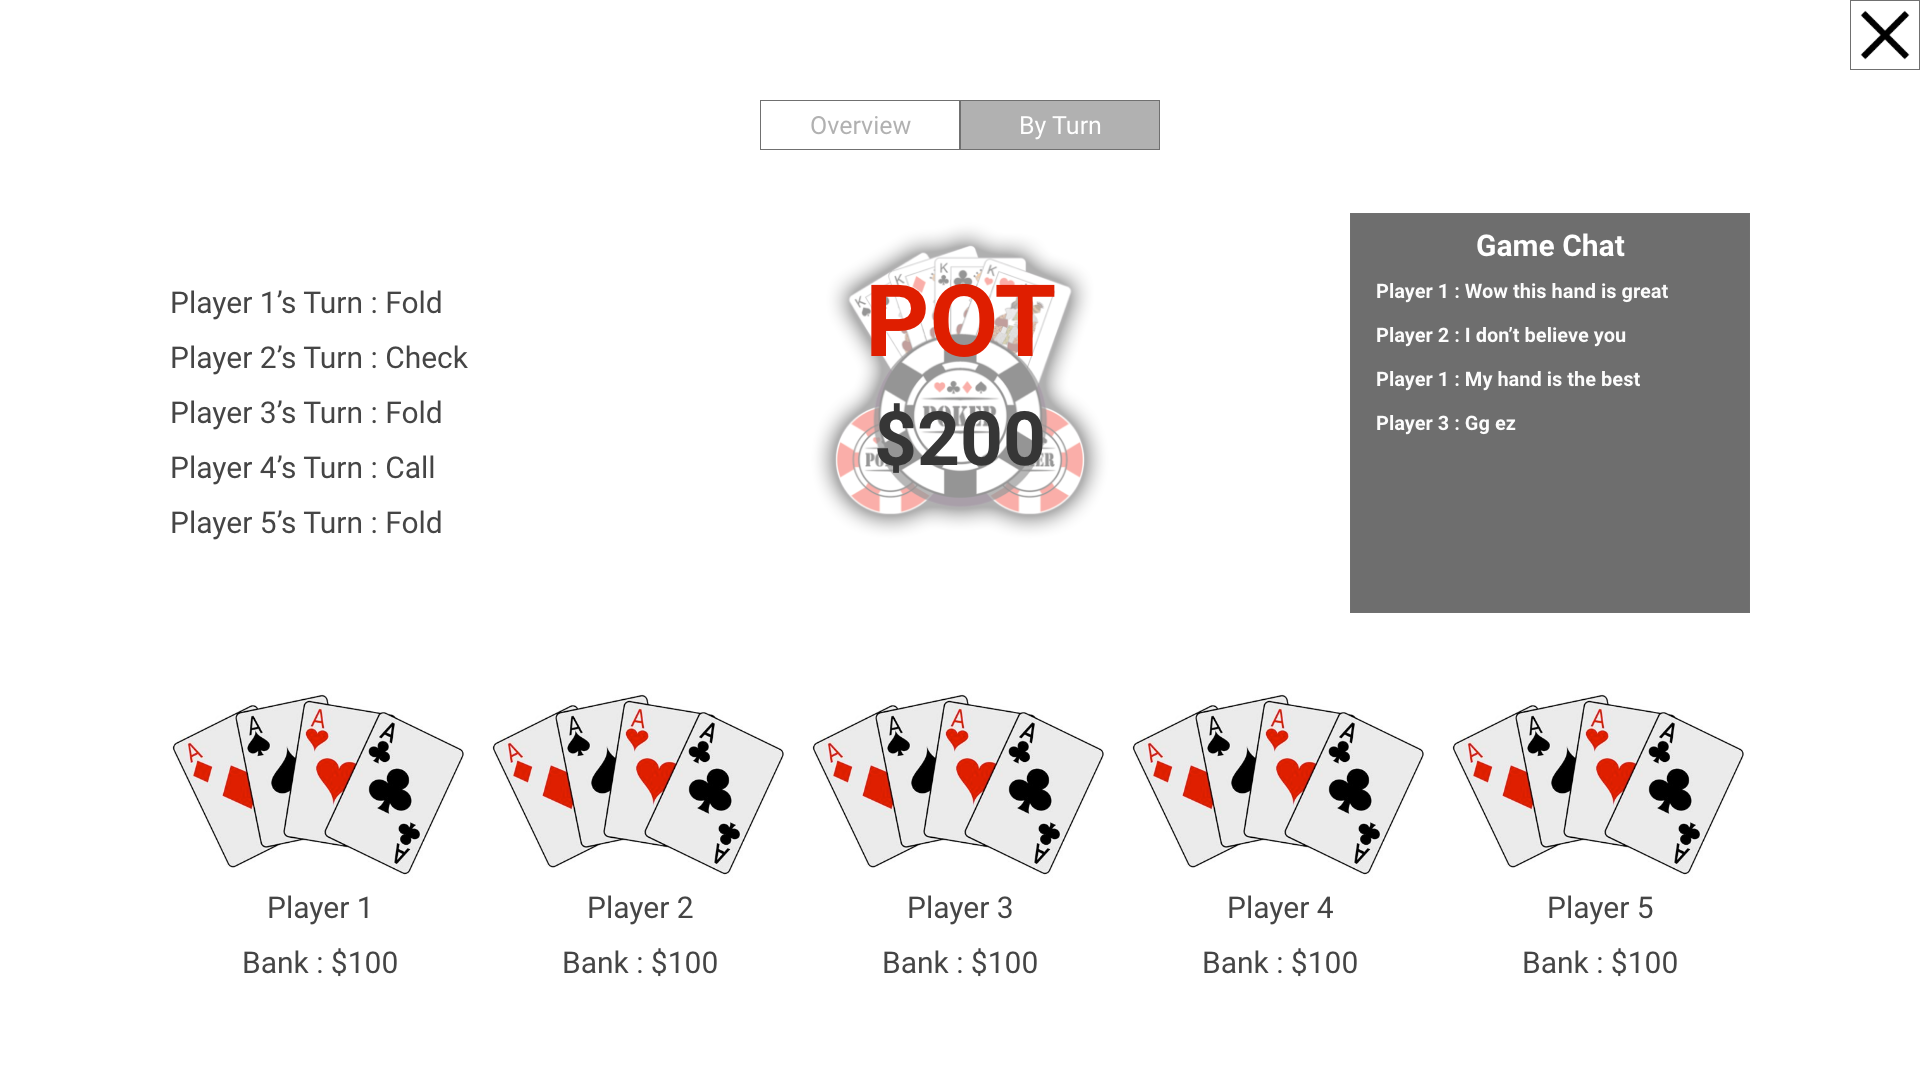 Overview
By Turn
Player 1’s Turn : Fold
Player 2’s Turn : Check
Player 3’s Turn : Fold
Player 4’s Turn : Call
Player 5’s Turn : Fold
K
K
K
K
POT
POKER
$200
Game Chat
Player 1 : Wow this hand is great
Player 2 : I don’t believe you
Player 1 : My hand is the best
Player 3 : Gg ez
A A A A A
A A A A A
A A A A A
A A A A A
A A A A A
Player 1
Bank : $100
Player 2
Bank : $100
Player 3
Bank : $100
Player 4
Bank : $100
Player 5
Bank : $100